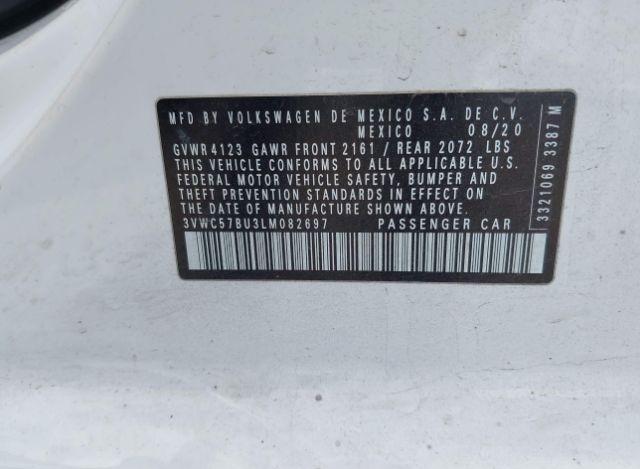 MFD BY VOLKSWAGEN DE MEXICO S.A. DE C.V.
MEXICO 08/20
GVWR 4123 GAWR FRONT 2161 / REAR 2072 LBS
THIS VEHICLE CONFORMS TO ALL APPLICABLE U.S.
FEDERAL MOTOR VEHICLE SAFETY, BUMPER AND
THEFT PREVENTION STANDARDS IN EFFECT ON
THE DATE OF MANUFACTURE SHOWN ABOVE.
3VWC57BU3LM082697 PASSENGER CAR
3321069 3387 M